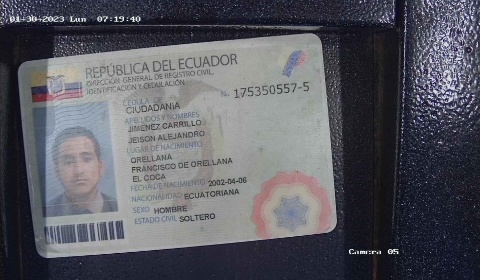 01-30-2023 Lun 07:19:40
REPÚBLICA DEL ECUADOR
DIRECCIÓN GENERAL DE REGISTRO CIVIL,
IDENTIFICACIÓN Y CEDULACIÓN
CÉDULA DE
CIUDADANÍA
No. 175350557-5
APELLIDOS Y NOMBRES
JIMENEZ CARRILLO
JEISON ALEJANDRO
LUGAR DE NACIMIENTO
ORELLANA
FRANCISCO DE ORELLANA
EL COCA
FECHA DE NACIMIENTO 2002-04-06
NACIONALIDAD ECUATORIANA
SEXO HOMBRE
ESTADO CIVIL SOLTERO
Camera 05